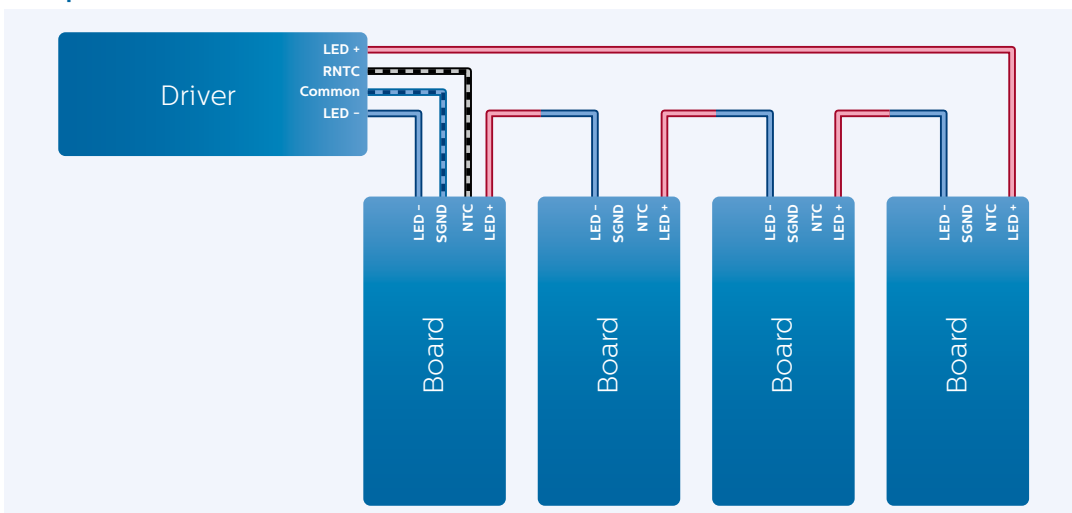 Driver
LED +
RNTC
Common
LED -
LED -
SGND
NTC
LED +
Board
LED -
SGND
NTC
LED +
Board
LED -
SGND
NTC
LED +
Board
LED -
SGND
NTC
LED +
Board